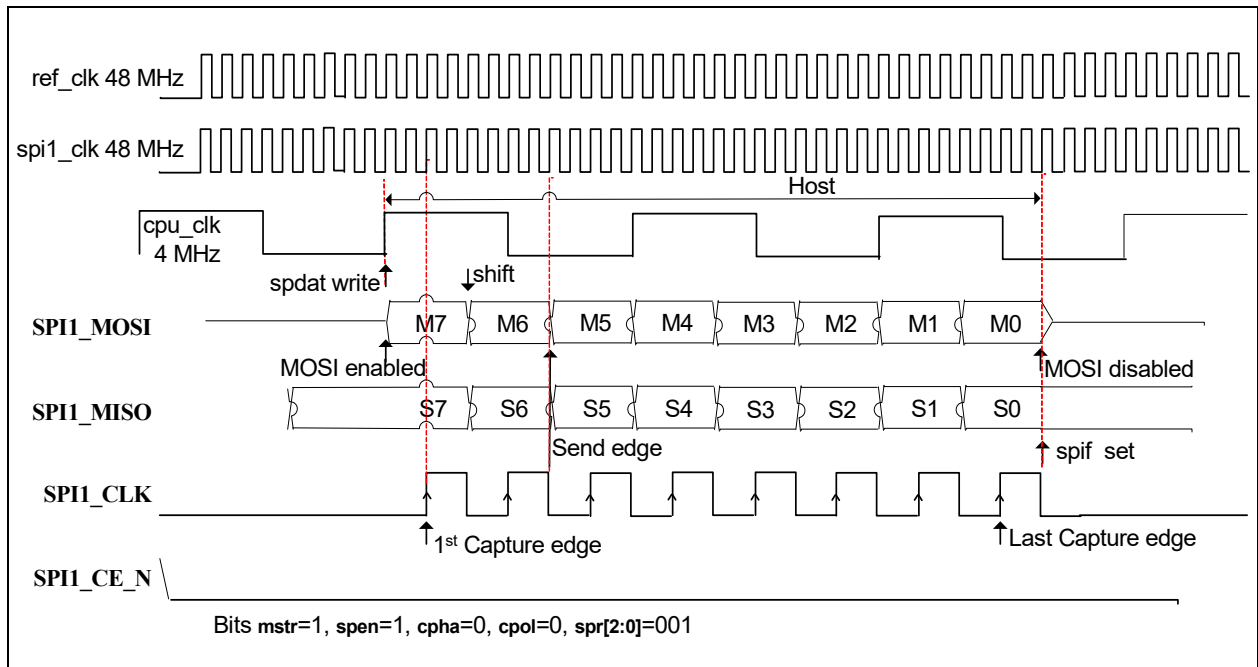 ref_clk 48 MHz
spi1_clk 48 MHz
Host
cpu_clk
4 MHz
spdat write
shift
SPI1_MOSI
M7 M6 M5 M4 M3 M2 M1 M0
MOSI enabled
MOSI disabled
SPI1_MISO
S7 S6 S5 S4 S3 S2 S1 S0
Send edge
spif set
SPI1_CLK
1st Capture edge
Last Capture edge
SPI1_CE_N
Bits mstr=1, spen=1, cpha=0, cpol=0, spr[2:0]=001